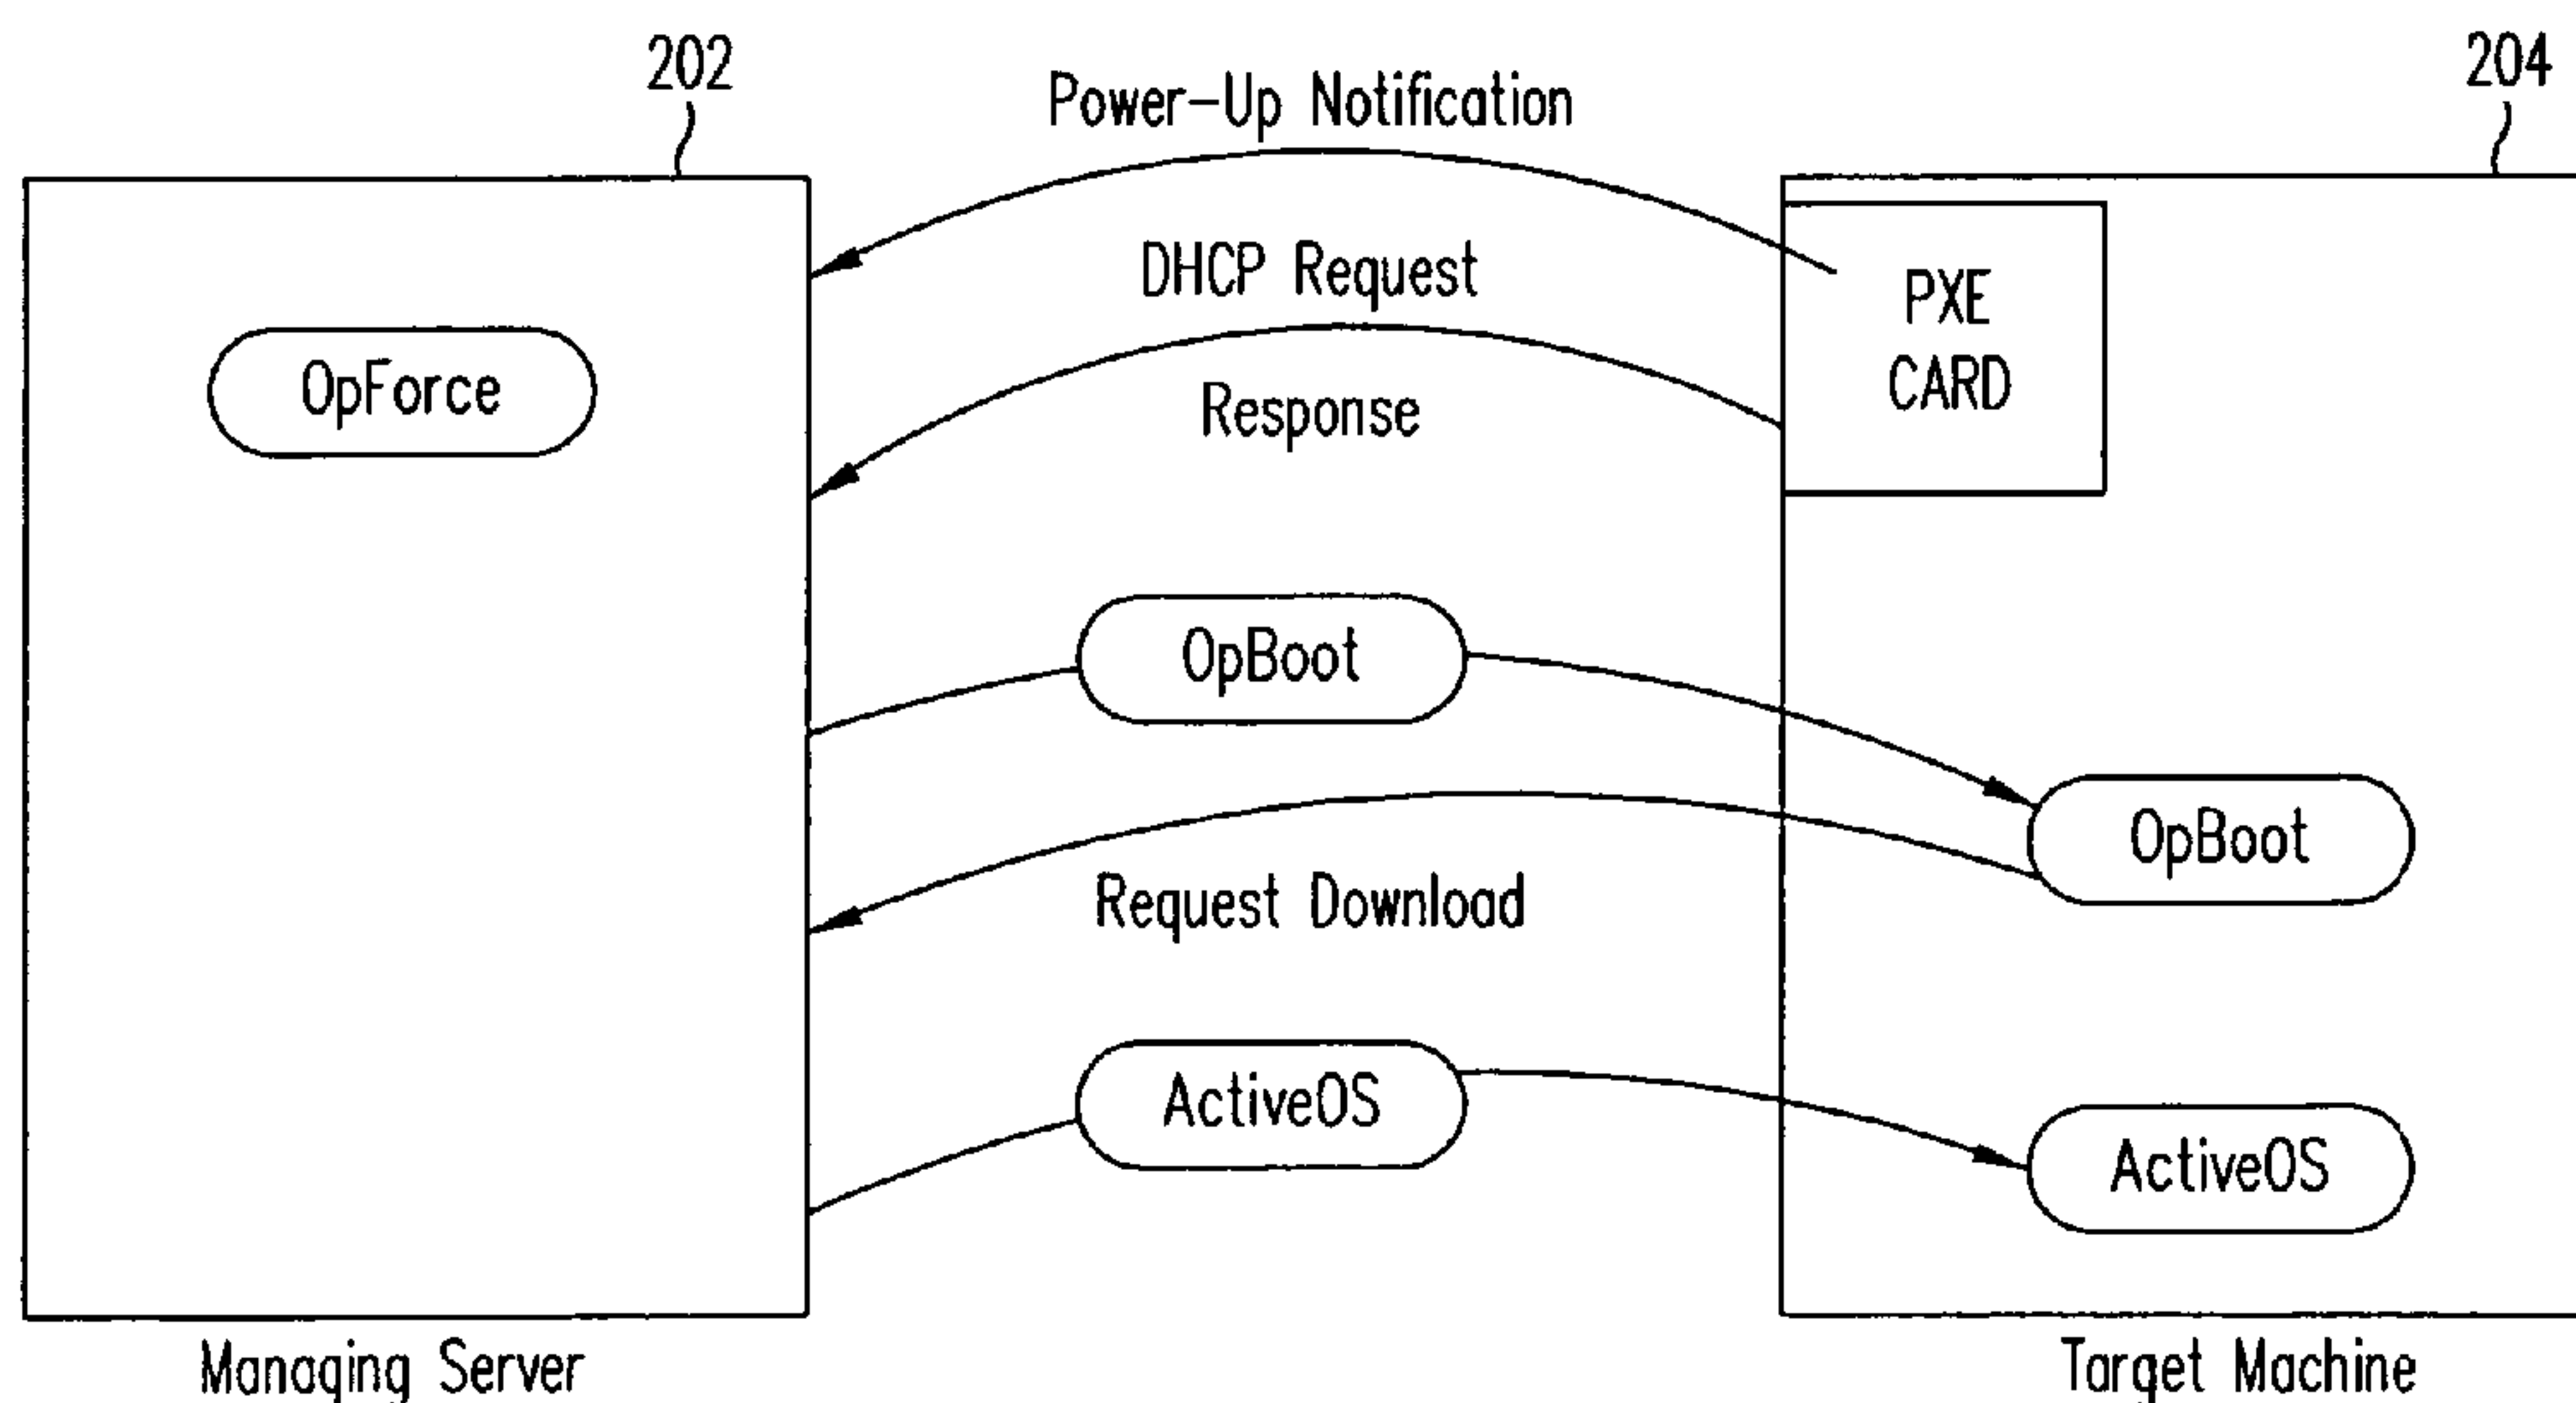 202
204
Power-Up Notification
DHCP Request
PXE
CARD
OpForce
Response
OpBoot
OpBoot
Request Download
ActiveOS
ActiveOS
Managing Server
Target Machine